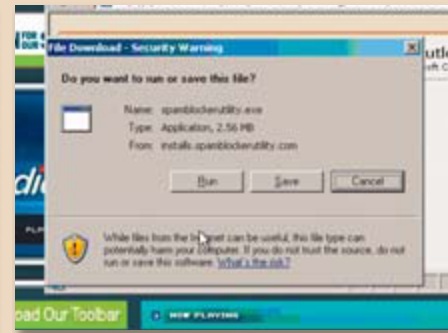 FOR
OUR
File Download - Security Warning
Do you want to run or save this file?
Name: spamblockerutility.exe
Type: Application, 2.56 MB
From: installs.spamblockerutility.com
Run
Save
Cancel
While files from the Internet can be useful, this file type can
potentially harm your computer. If you do not trust the source, do not
run or save this software. What's the risk?
oad Our Toolbar
NOW PLAYING